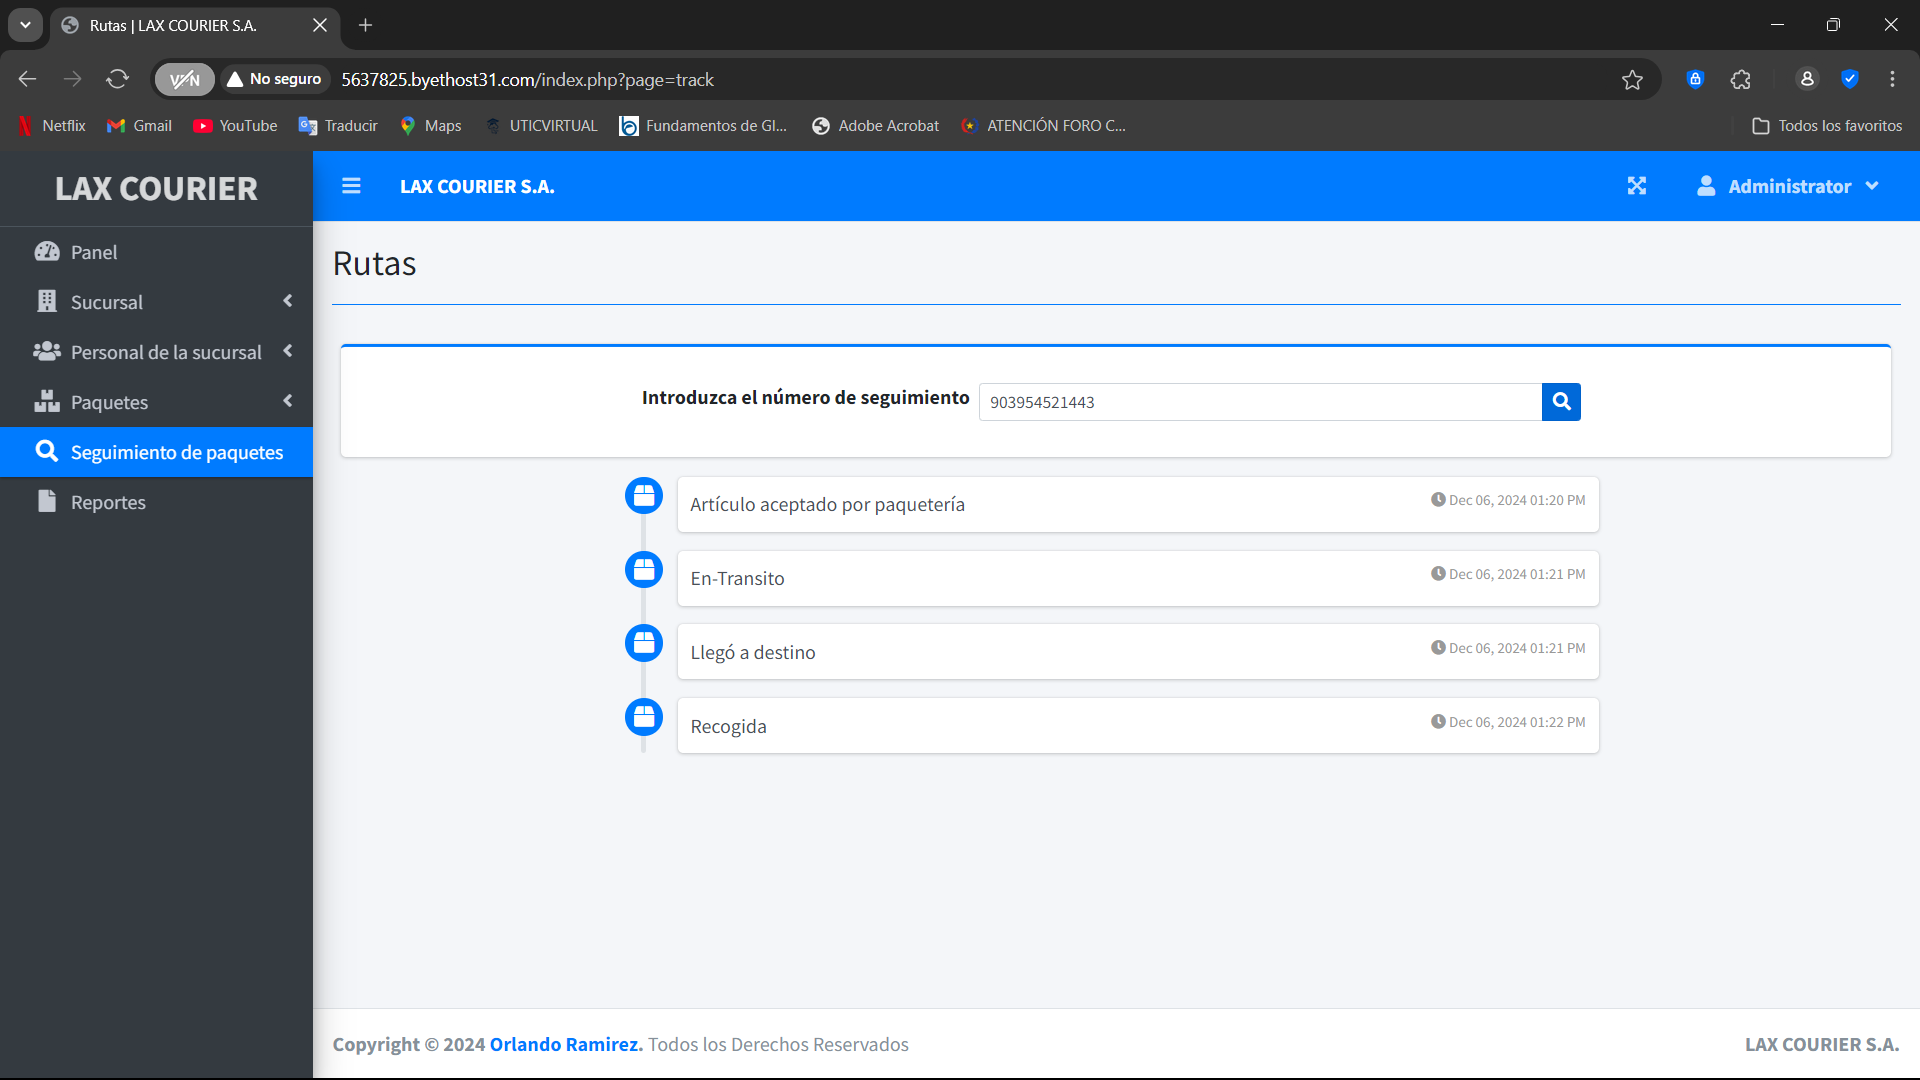 Rutas | LAX COURIER S.A.
VPN
No seguro
5637825.byethost31.com/index.php?page=track
Netflix
Gmail
YouTube
Traducir
Maps
UTICVIRTUAL
Fundamentos de Gl...
Adobe Acrobat
ATENCIÓN FORO C...
Todos los favoritos
LAX COURIER
LAX COURIER S.A.
Administrator
Panel
Sucursal
Personal de la sucursal
Paquetes
Seguimiento de paquetes
Reportes
Rutas
Introduzca el número de seguimiento
903954521443
Artículo aceptado por paquetería
Dec 06, 2024 01:20 PM
En-Transito
Dec 06, 2024 01:21 PM
Llegó a destino
Dec 06, 2024 01:21 PM
Recogida
Dec 06, 2024 01:22 PM
Copyright © 2024 Orlando Ramirez. Todos los Derechos Reservados
LAX COURIER S.A.